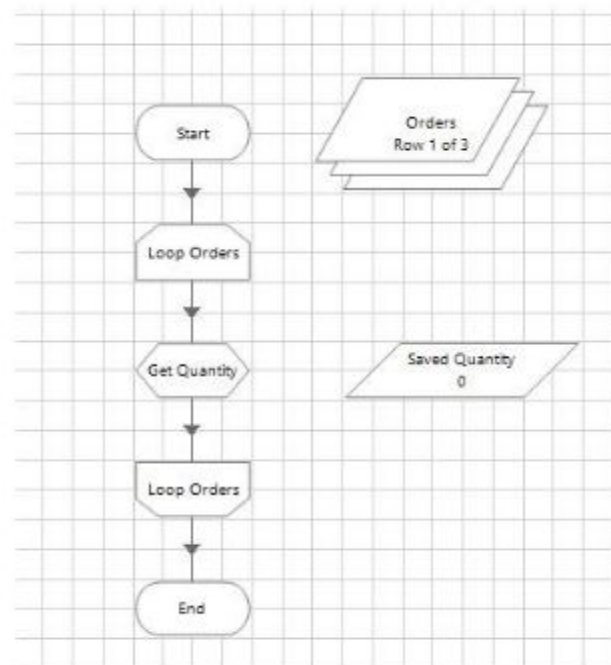 Start
Orders
Row 1 of 3
Loop Orders
Get Quantity
Saved Quantity
0
Loop Orders
End